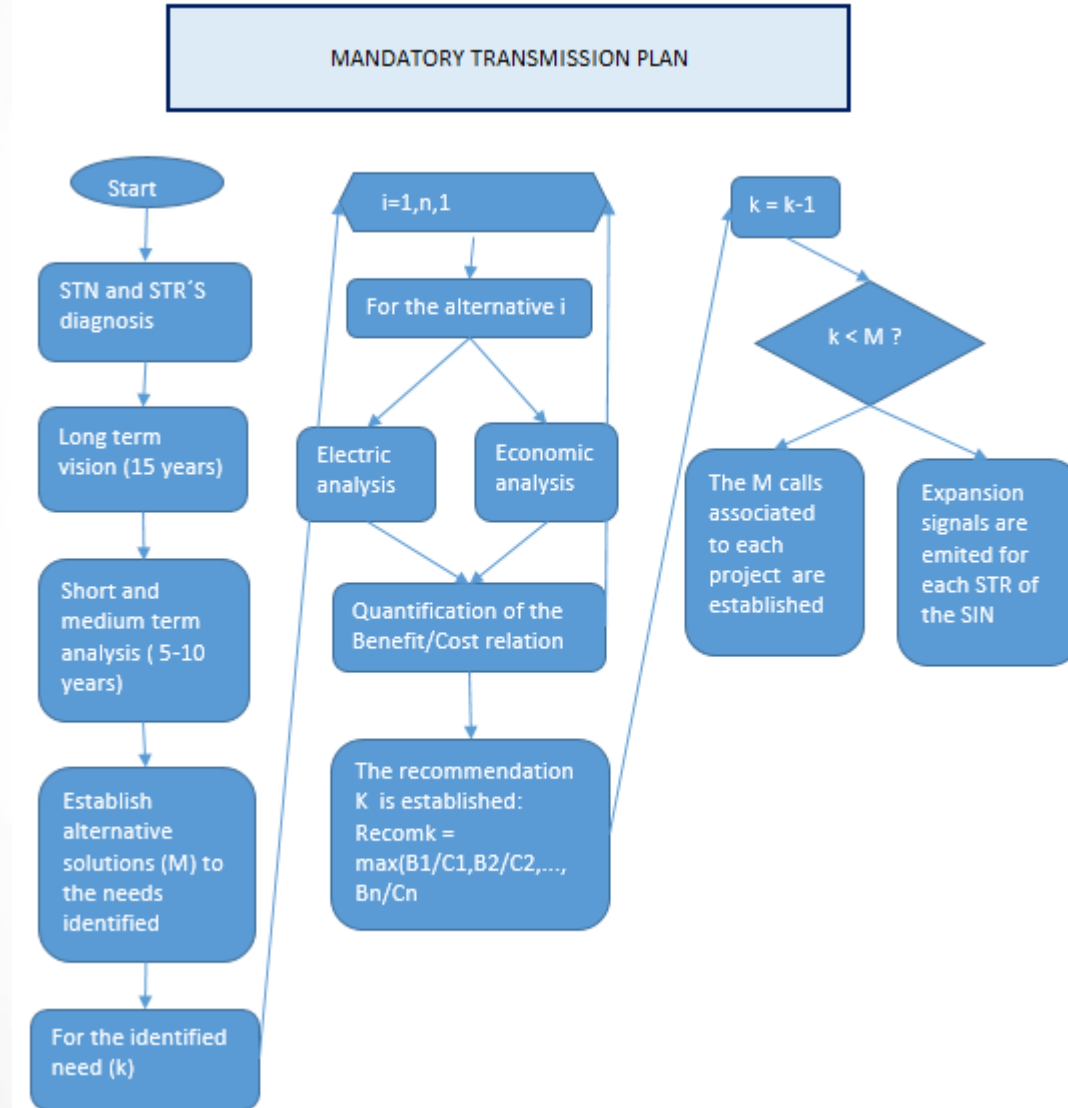 MANDATORY TRANSMISSION PLAN
Start
STN and STR´S
diagnosis
Long term
vision (15 years)
Short and
medium term
analysis ( 5-10
years)
Establish
alternative
solutions (M) to
the needs
identified
For the identified
need (k)
i=1,n,1
For the alternative i
Electric
analysis
Economic
analysis
Quantification of the
Benefit/Cost relation
The recommendation
K is established:
Recomk =
max(B1/C1,B2/C2,...,
Bn/Cn
k = k-1
k < M ?
The M calls
associated
to each
project are
established
Expansion
signals are
emited for
each STR of
the SIN